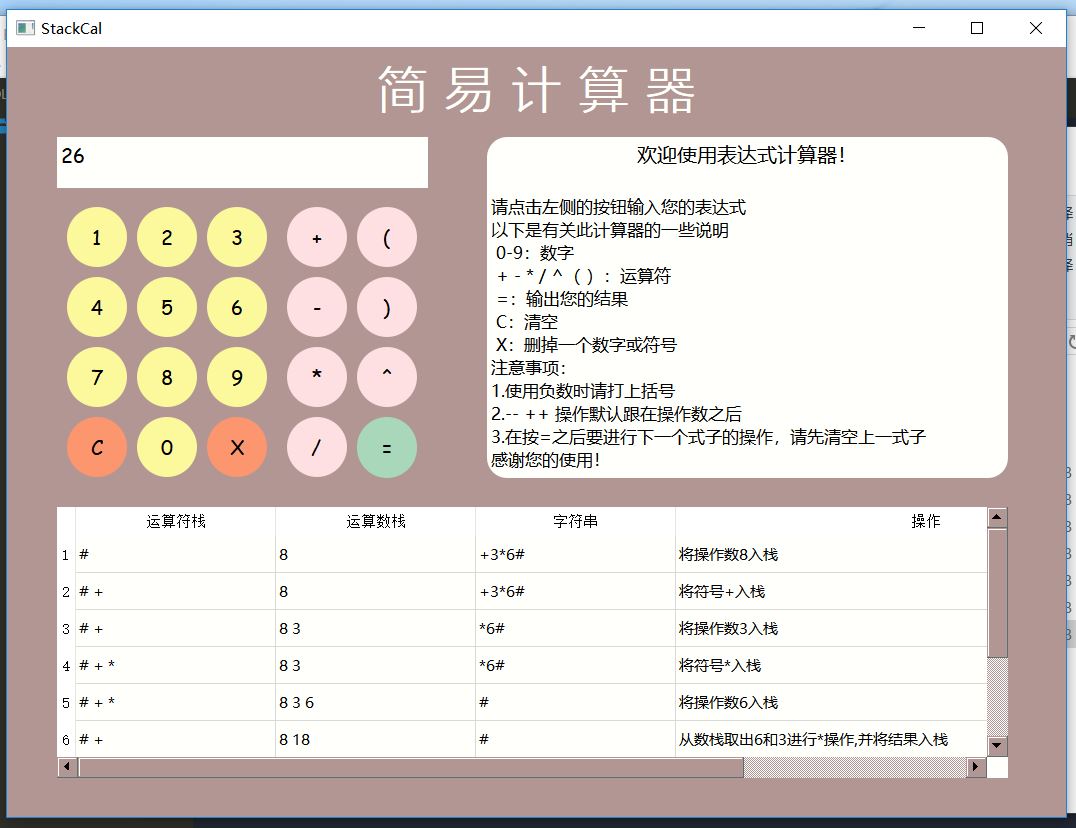 StackCal
简易计算器
26
欢迎使用表达式计算器！
请点击左侧的按钮输入您的表达式
以下是有关此计算器的一些说明
0-9：数字
+ - * / ^ ( ) ：运算符
=：输出您的结果
C：清空
X：删掉一个数字或符号
注意事项：
1.使用负数时请打上括号
2.-- ++ 操作默认跟在操作数之后
3.在按=之后要进行下一个式子的操作，请先清空上一式子
感谢您的使用！
1 2 3 + (
4 5 6 - )
7 8 9 * ^
C 0 X / =
运算符栈 运算数栈 字符串 操作
1 # 8 +3*6# 将操作数8入栈
2 # + 8 +3*6# 将符号+入栈
3 # + 8 3 *6# 将操作数3入栈
4 # + * 8 3 *6# 将符号*入栈
5 # + * 8 3 6 # 将操作数6入栈
6 # + 8 18 # 从数栈取出6和3进行*操作,并将结果入栈